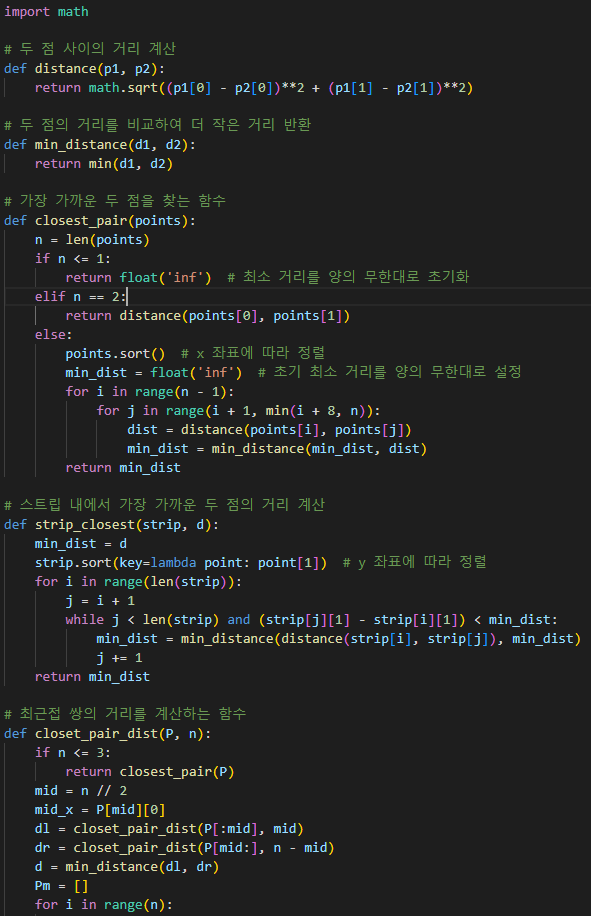 import math
# 두 점 사이의 거리 계산
def distance(p1, p2):
    return math.sqrt((p1[0] - p2[0])**2 + (p1[1] - p2[1])**2)
# 두 점의 거리를 비교하여 더 작은 거리 반환
def min_distance(d1, d2):
    return min(d1, d2)
# 가장 가까운 두 점을 찾는 함수
def closest_pair(points):
    n = len(points)
    if n <= 1:
        return float('inf')  # 최소 거리를 양의 무한대로 초기화
    elif n == 2:
        return distance(points[0], points[1])
    else:
        points.sort()  # x 좌표에 따라 정렬
        min_dist = float('inf')  # 초기 최소 거리를 양의 무한대로 설정
        for i in range(n - 1):
            for j in range(i + 1, min(i + 8, n)):
                dist = distance(points[i], points[j])
                min_dist = min_distance(min_dist, dist)
        return min_dist
# 스트립 내에서 가장 가까운 두 점의 거리 계산
def strip_closest(strip, d):
    min_dist = d
    strip.sort(key=lambda point: point[1])  # y 좌표에 따라 정렬
    for i in range(len(strip)):
        j = i + 1
        while j < len(strip) and (strip[j][1] - strip[i][1]) < min_dist:
            min_dist = min_distance(distance(strip[i], strip[j]), min_dist)
            j += 1
    return min_dist
# 최근접 쌍의 거리를 계산하는 함수
def closet_pair_dist(P, n):
    if n <= 3:
        return closest_pair(P)
    mid = n // 2
    mid_x = P[mid][0]
    dl = closet_pair_dist(P[:mid], mid)
    dr = closet_pair_dist(P[mid:], n - mid)
    d = min_distance(dl, dr)
    Pm = []
    for i in range(n):